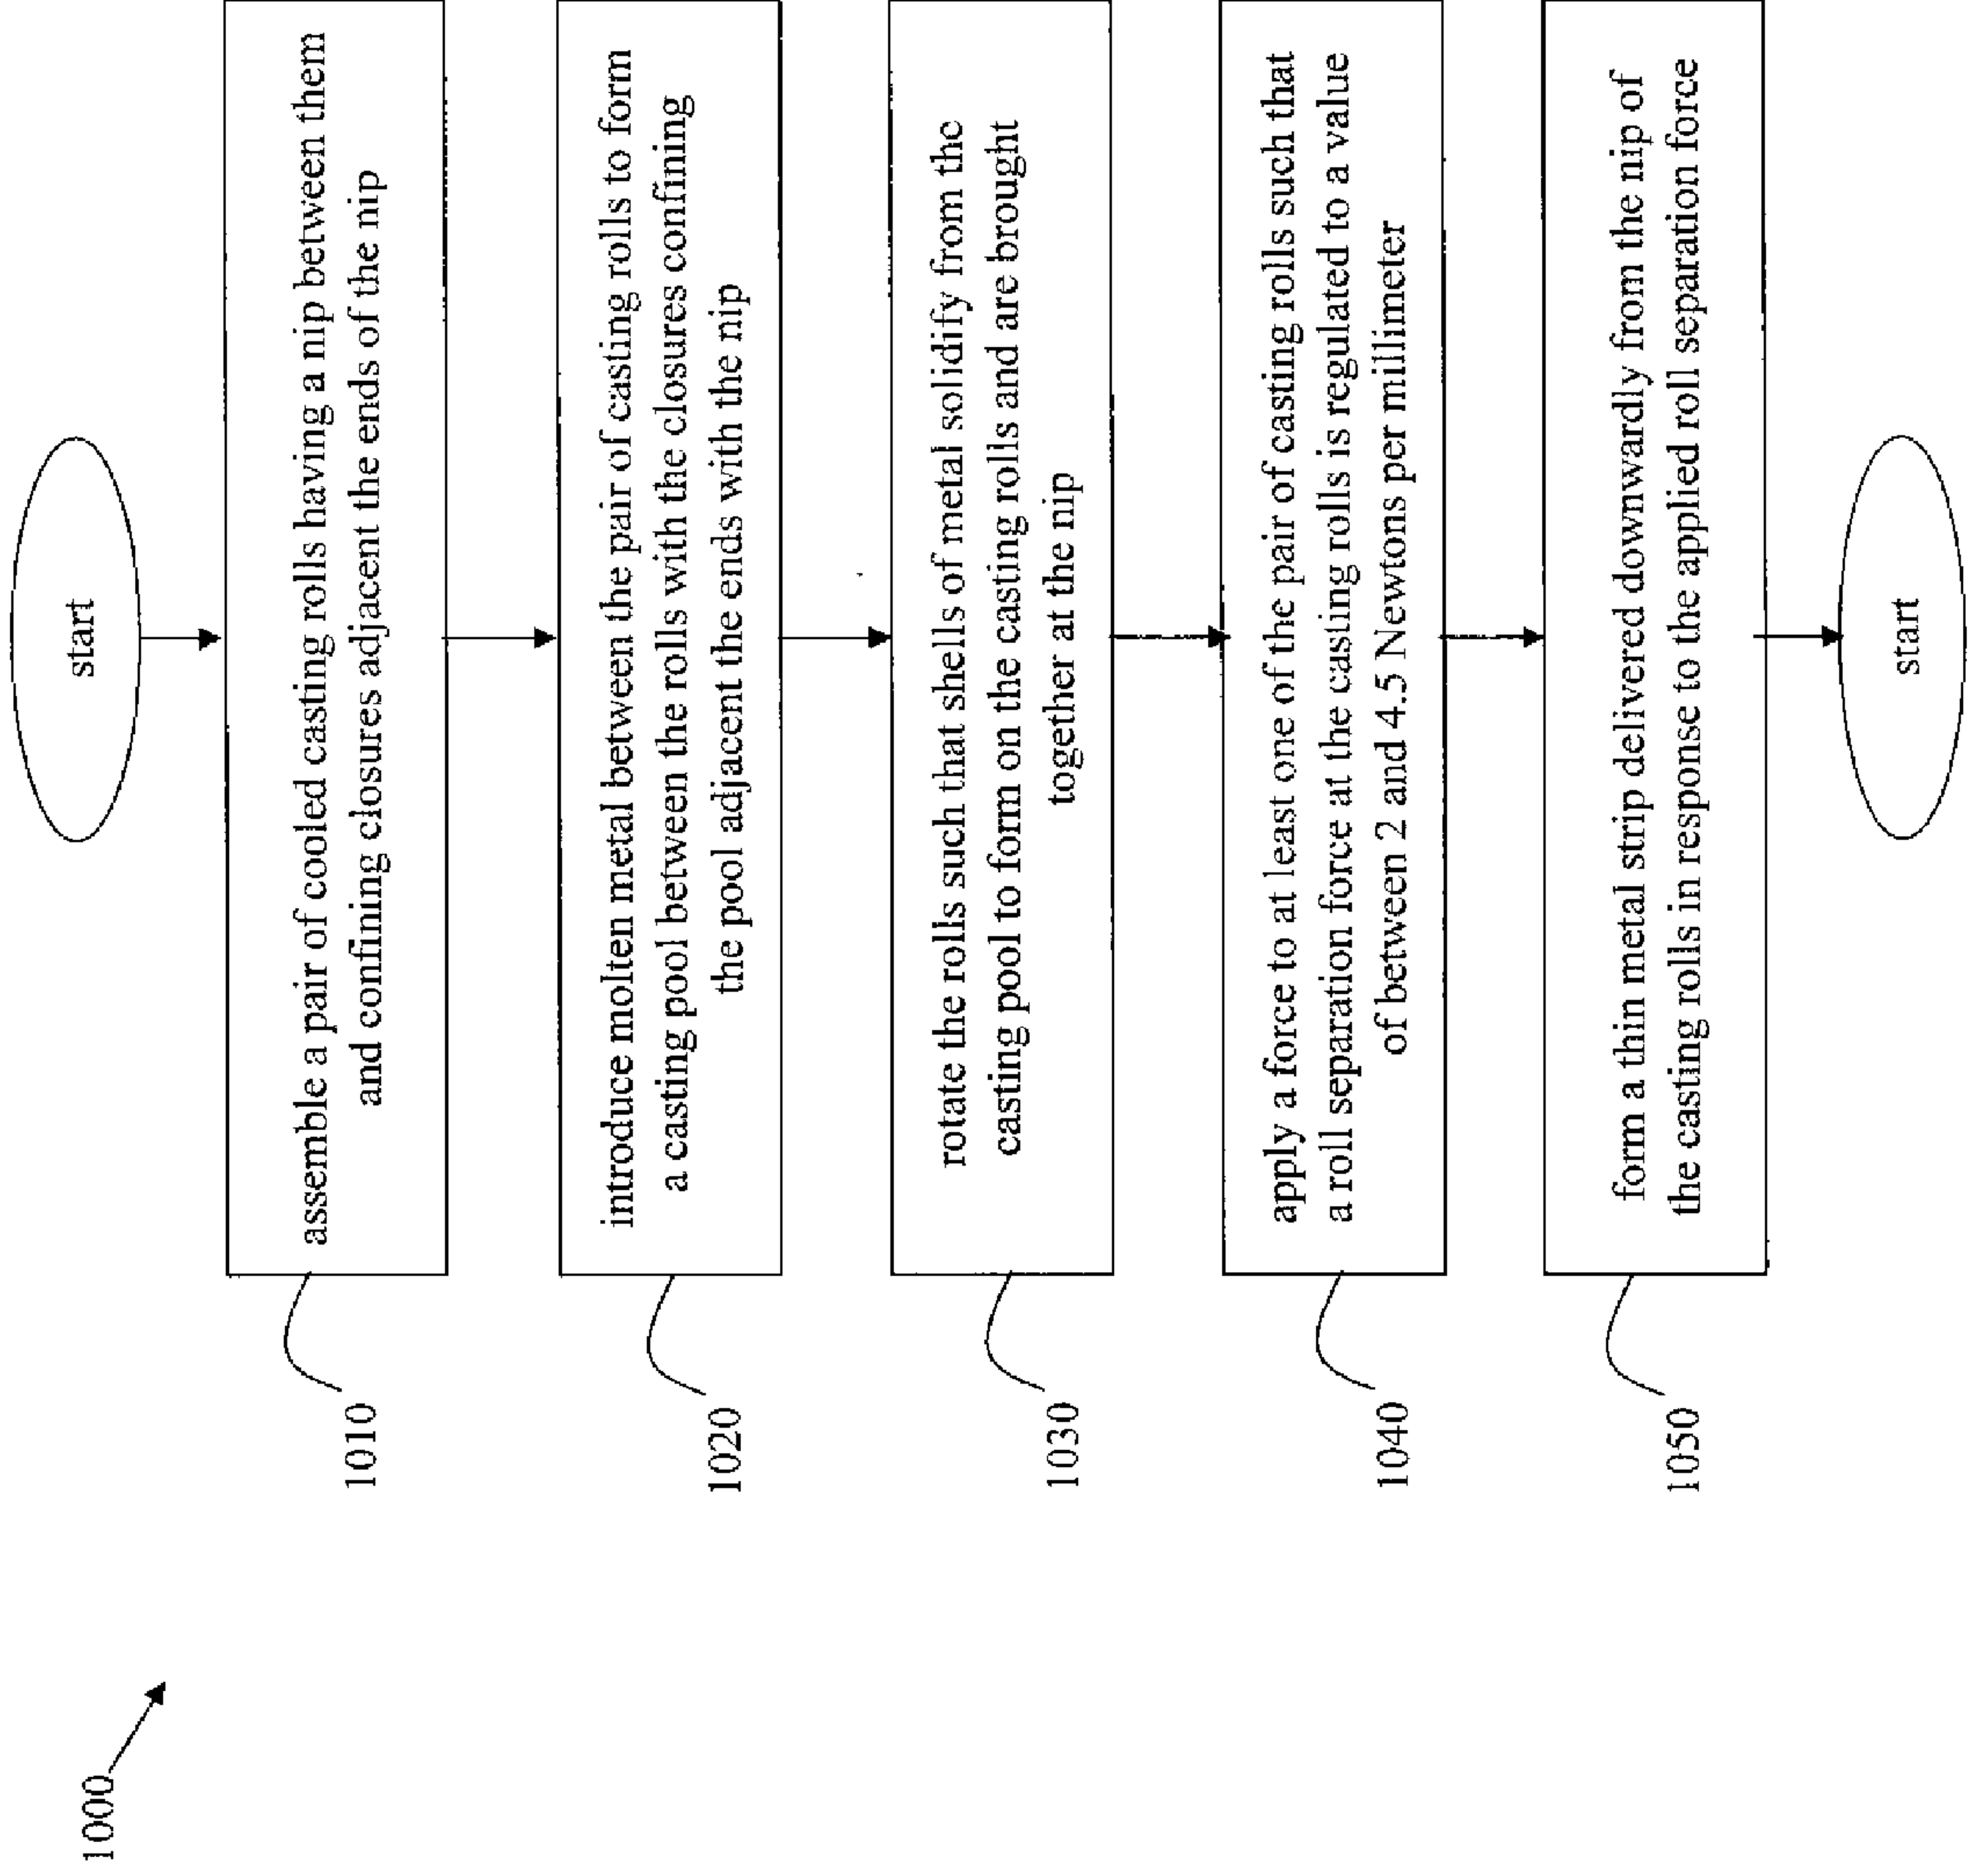 1000
start
1010
assemble a pair of cooled casting rolls having a nip between them
and confining closures adjacent the ends of the nip
1020
introduce molten metal between the pair of casting rolls to form
a casting pool between the rolls with the closures confining
the pool adjacent the ends with the nip
1030
rotate the rolls such that shells of metal solidify from the
casting pool to form on the casting rolls and are brought
together at the nip
1040
apply a force to at least one of the pair of casting rolls such that
a roll separation force at the casting rolls is regulated to a value
of between 2 and 4.5 Newtons per millimeter
1050
form a thin metal strip delivered downwardly from the nip of
the casting rolls in response to the applied roll separation force
start